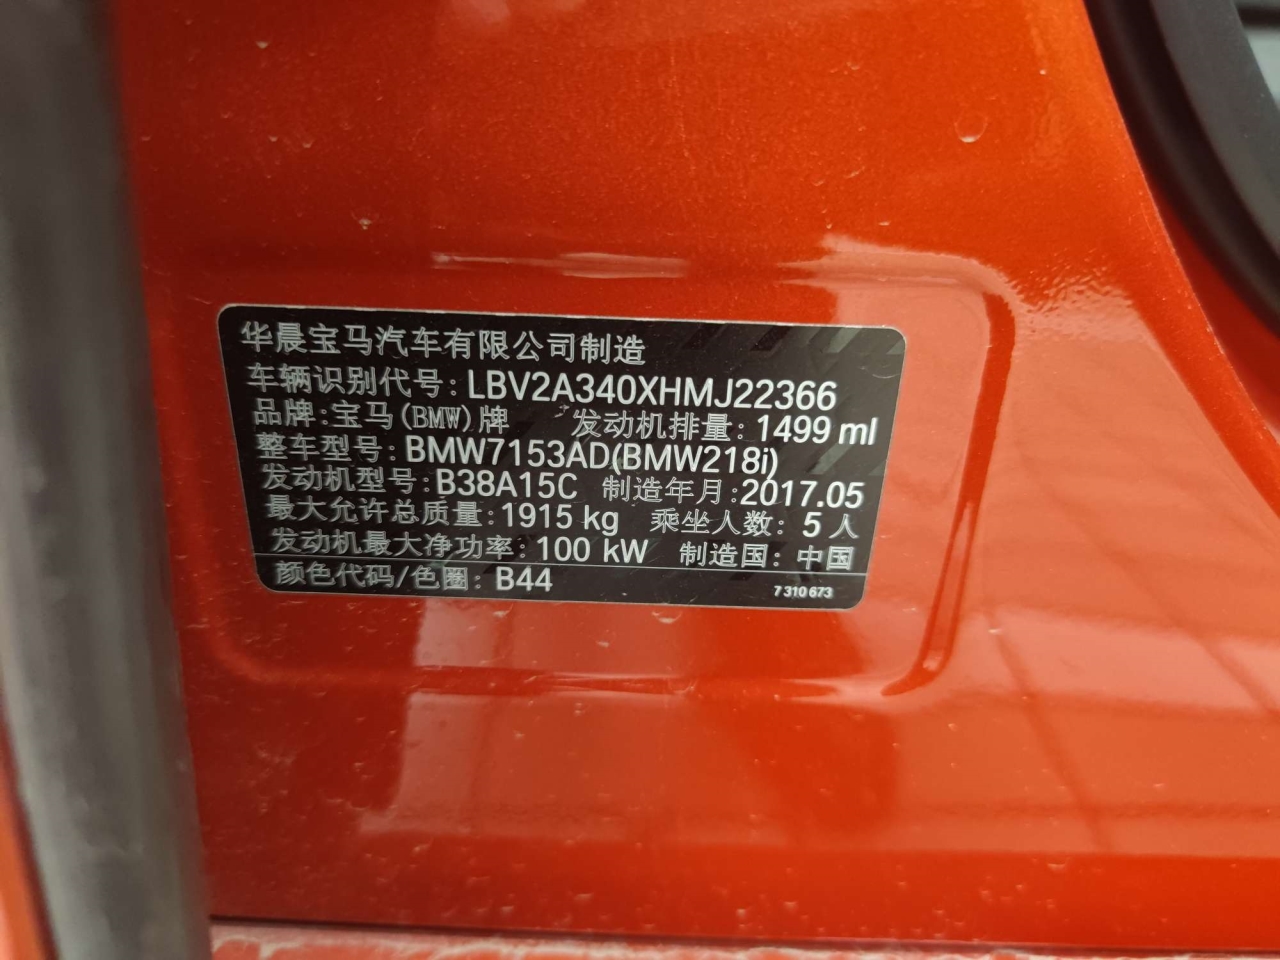 华晨宝马汽车有限公司制造
车辆识别代号: LBV2A340XHMJ22366
品牌: 宝马(BMW)牌 发动机排量: 1499 ml
整车型号: BMW7153AD(BMW218i)
发动机型号: B38A15C 制造年月: 2017.05
最大允许总质量: 1915 kg 乘坐人数: 5 人
发动机最大净功率: 100 kW 制造国: 中国
颜色代码/色圈: B44 7 310 673